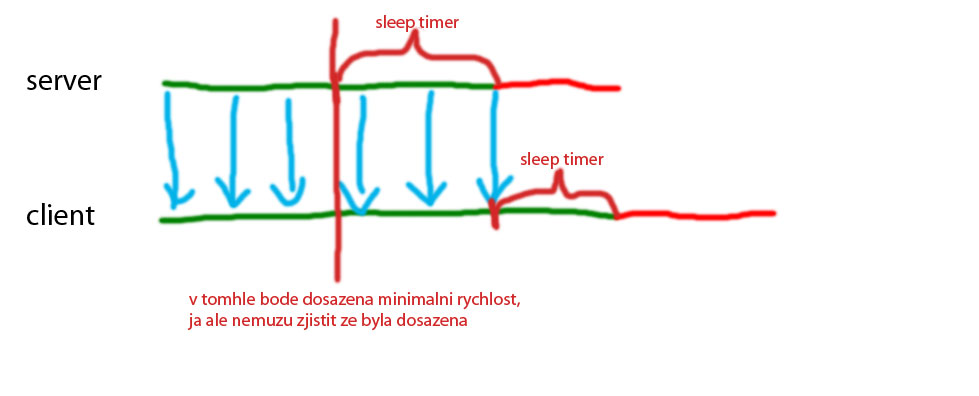 sleep timer
server
sleep timer
client
v tomhle bode dosazena minimalni rychlost,
ja ale nemuzu zjistit ze byla dosazena